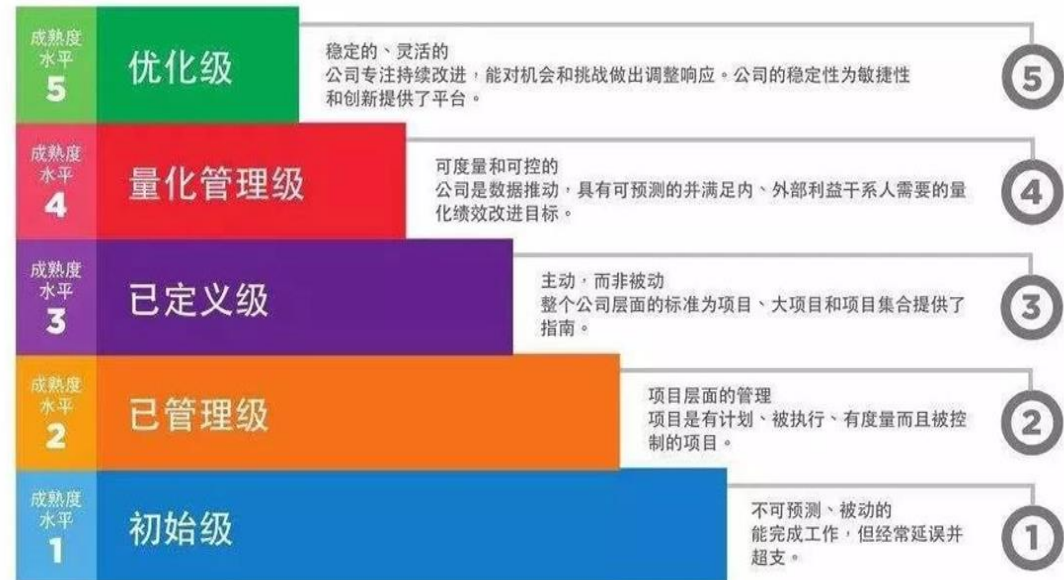 成熟度
水平
5
优化级
稳定的、灵活的
公司专注持续改进，能对机会和挑战做出调整响应。公司的稳定性为敏捷性
和创新提供了平台。
5
成熟度
水平
4
量化管理级
可度量和可控的
公司是数据推动，具有可预测的并满足内、外部利益干系人需要的量
化绩效改进目标。
4
成熟度
水平
3
已定义级
主动，而非被动
整个公司层面的标准为项目、大项目和项目集合提供了
指南。
3
成熟度
水平
2
已管理级
项目层面的管理
项目是有计划、被执行、有度量而且被控
制的项目。
2
成熟度
水平
1
初始级
不可预测、被动的
能完成工作，但经常延误并
超支。
1